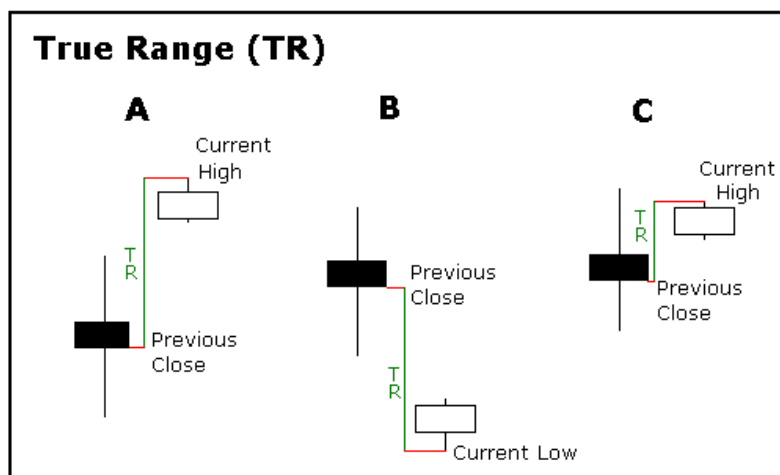 True Range (TR)
A
Current
High
T
R
Previous
Close
B
Previous
Close
T
R
Current Low
C
Current
High
T
R
Previous
Close